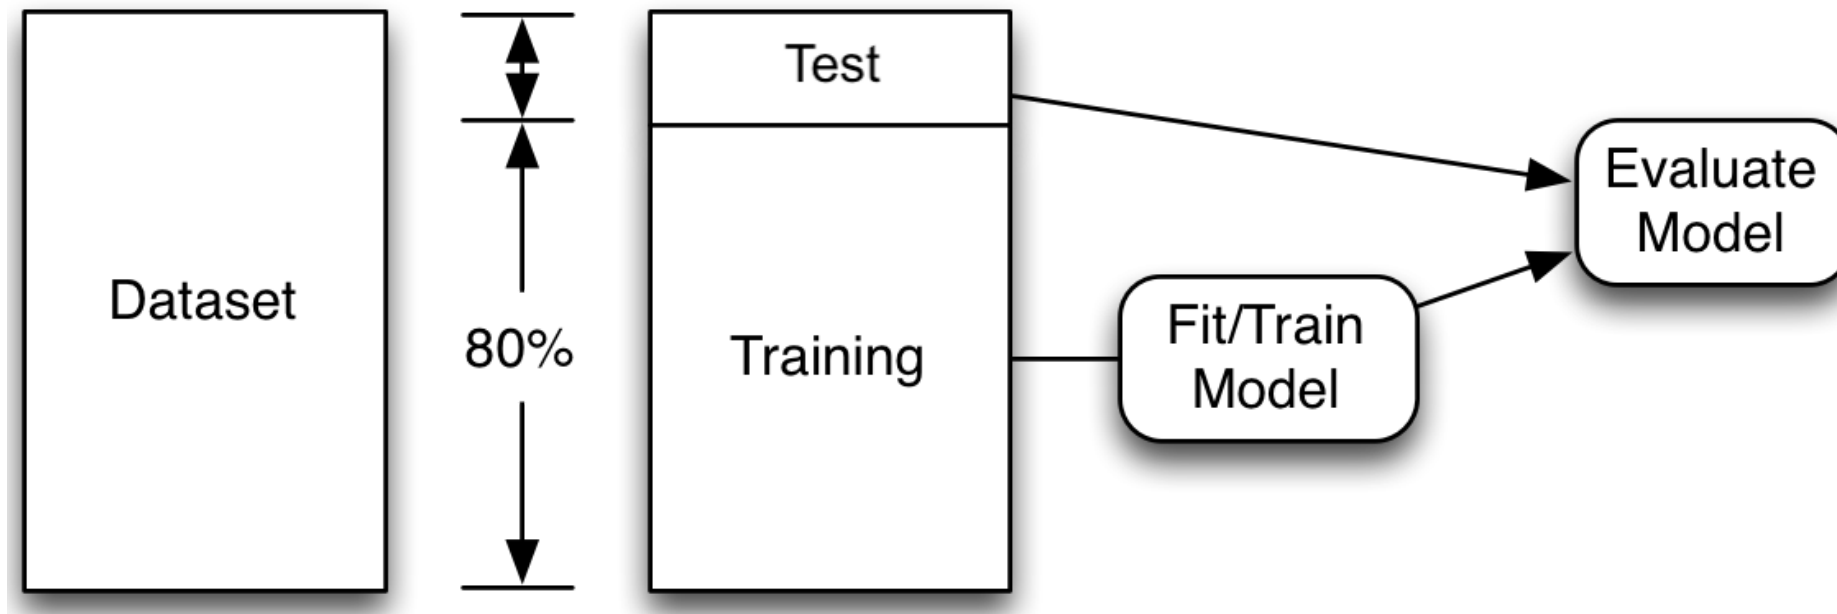 Dataset
80%
Test
Training
Fit/Train
Model
Evaluate
Model